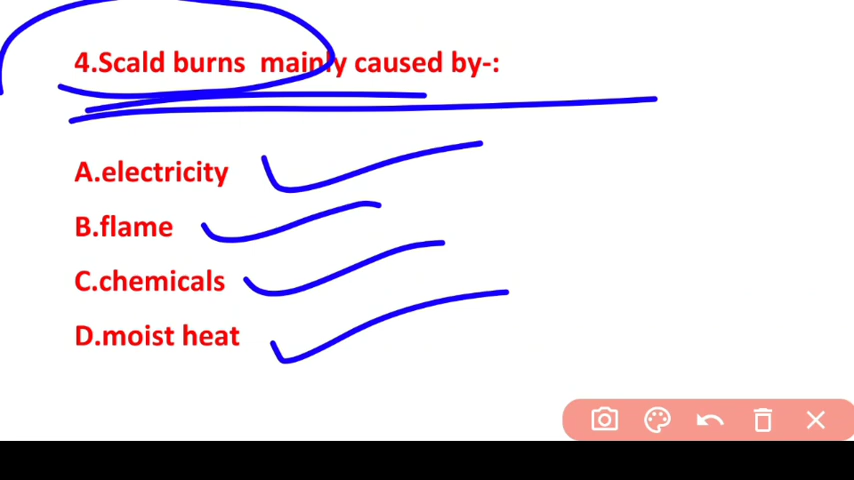 4.Scald burns mainly caused by-:
A.electricity
B.flame
C.chemicals
D.moist heat